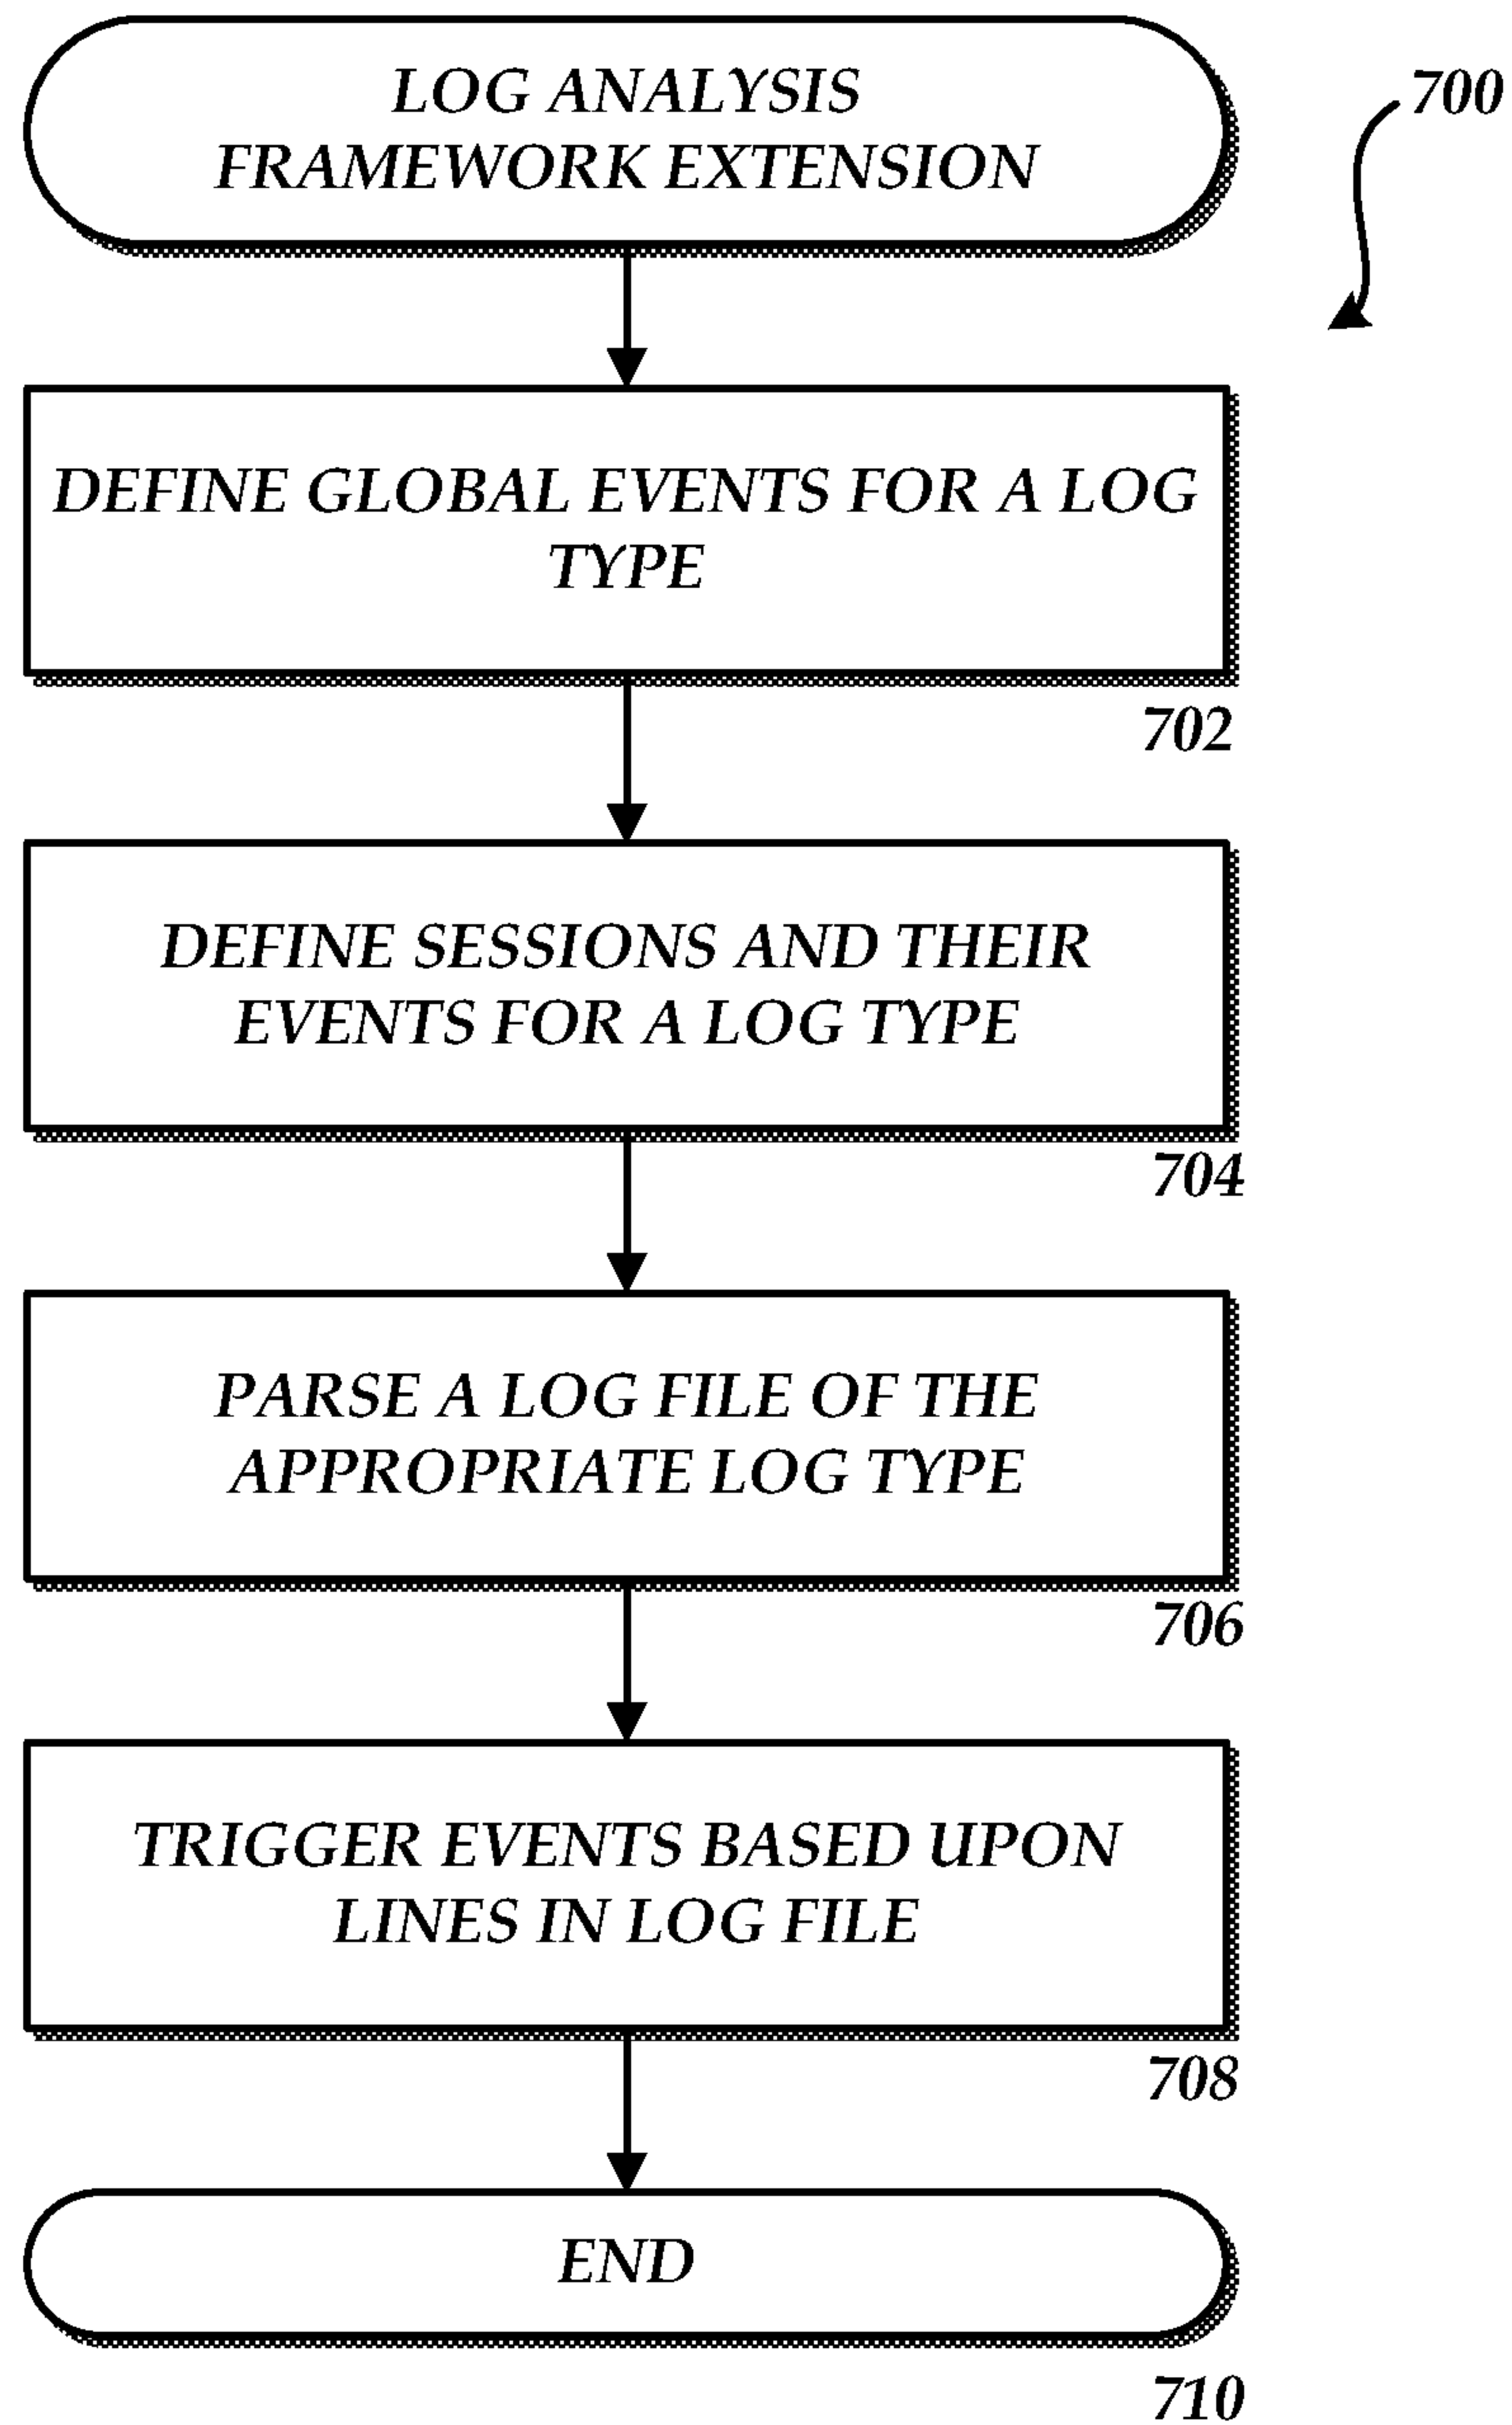 LOG ANALYSIS
FRAMEWORK EXTENSION
700
DEFINE GLOBAL EVENTS FOR A LOG
TYPE
702
DEFINE SESSIONS AND THEIR
EVENTS FOR A LOG TYPE
704
PARSE A LOG FILE OF THE
APPROPRIATE LOG TYPE
706
TRIGGER EVENTS BASED UPON
LINES IN LOG FILE
708
END
710